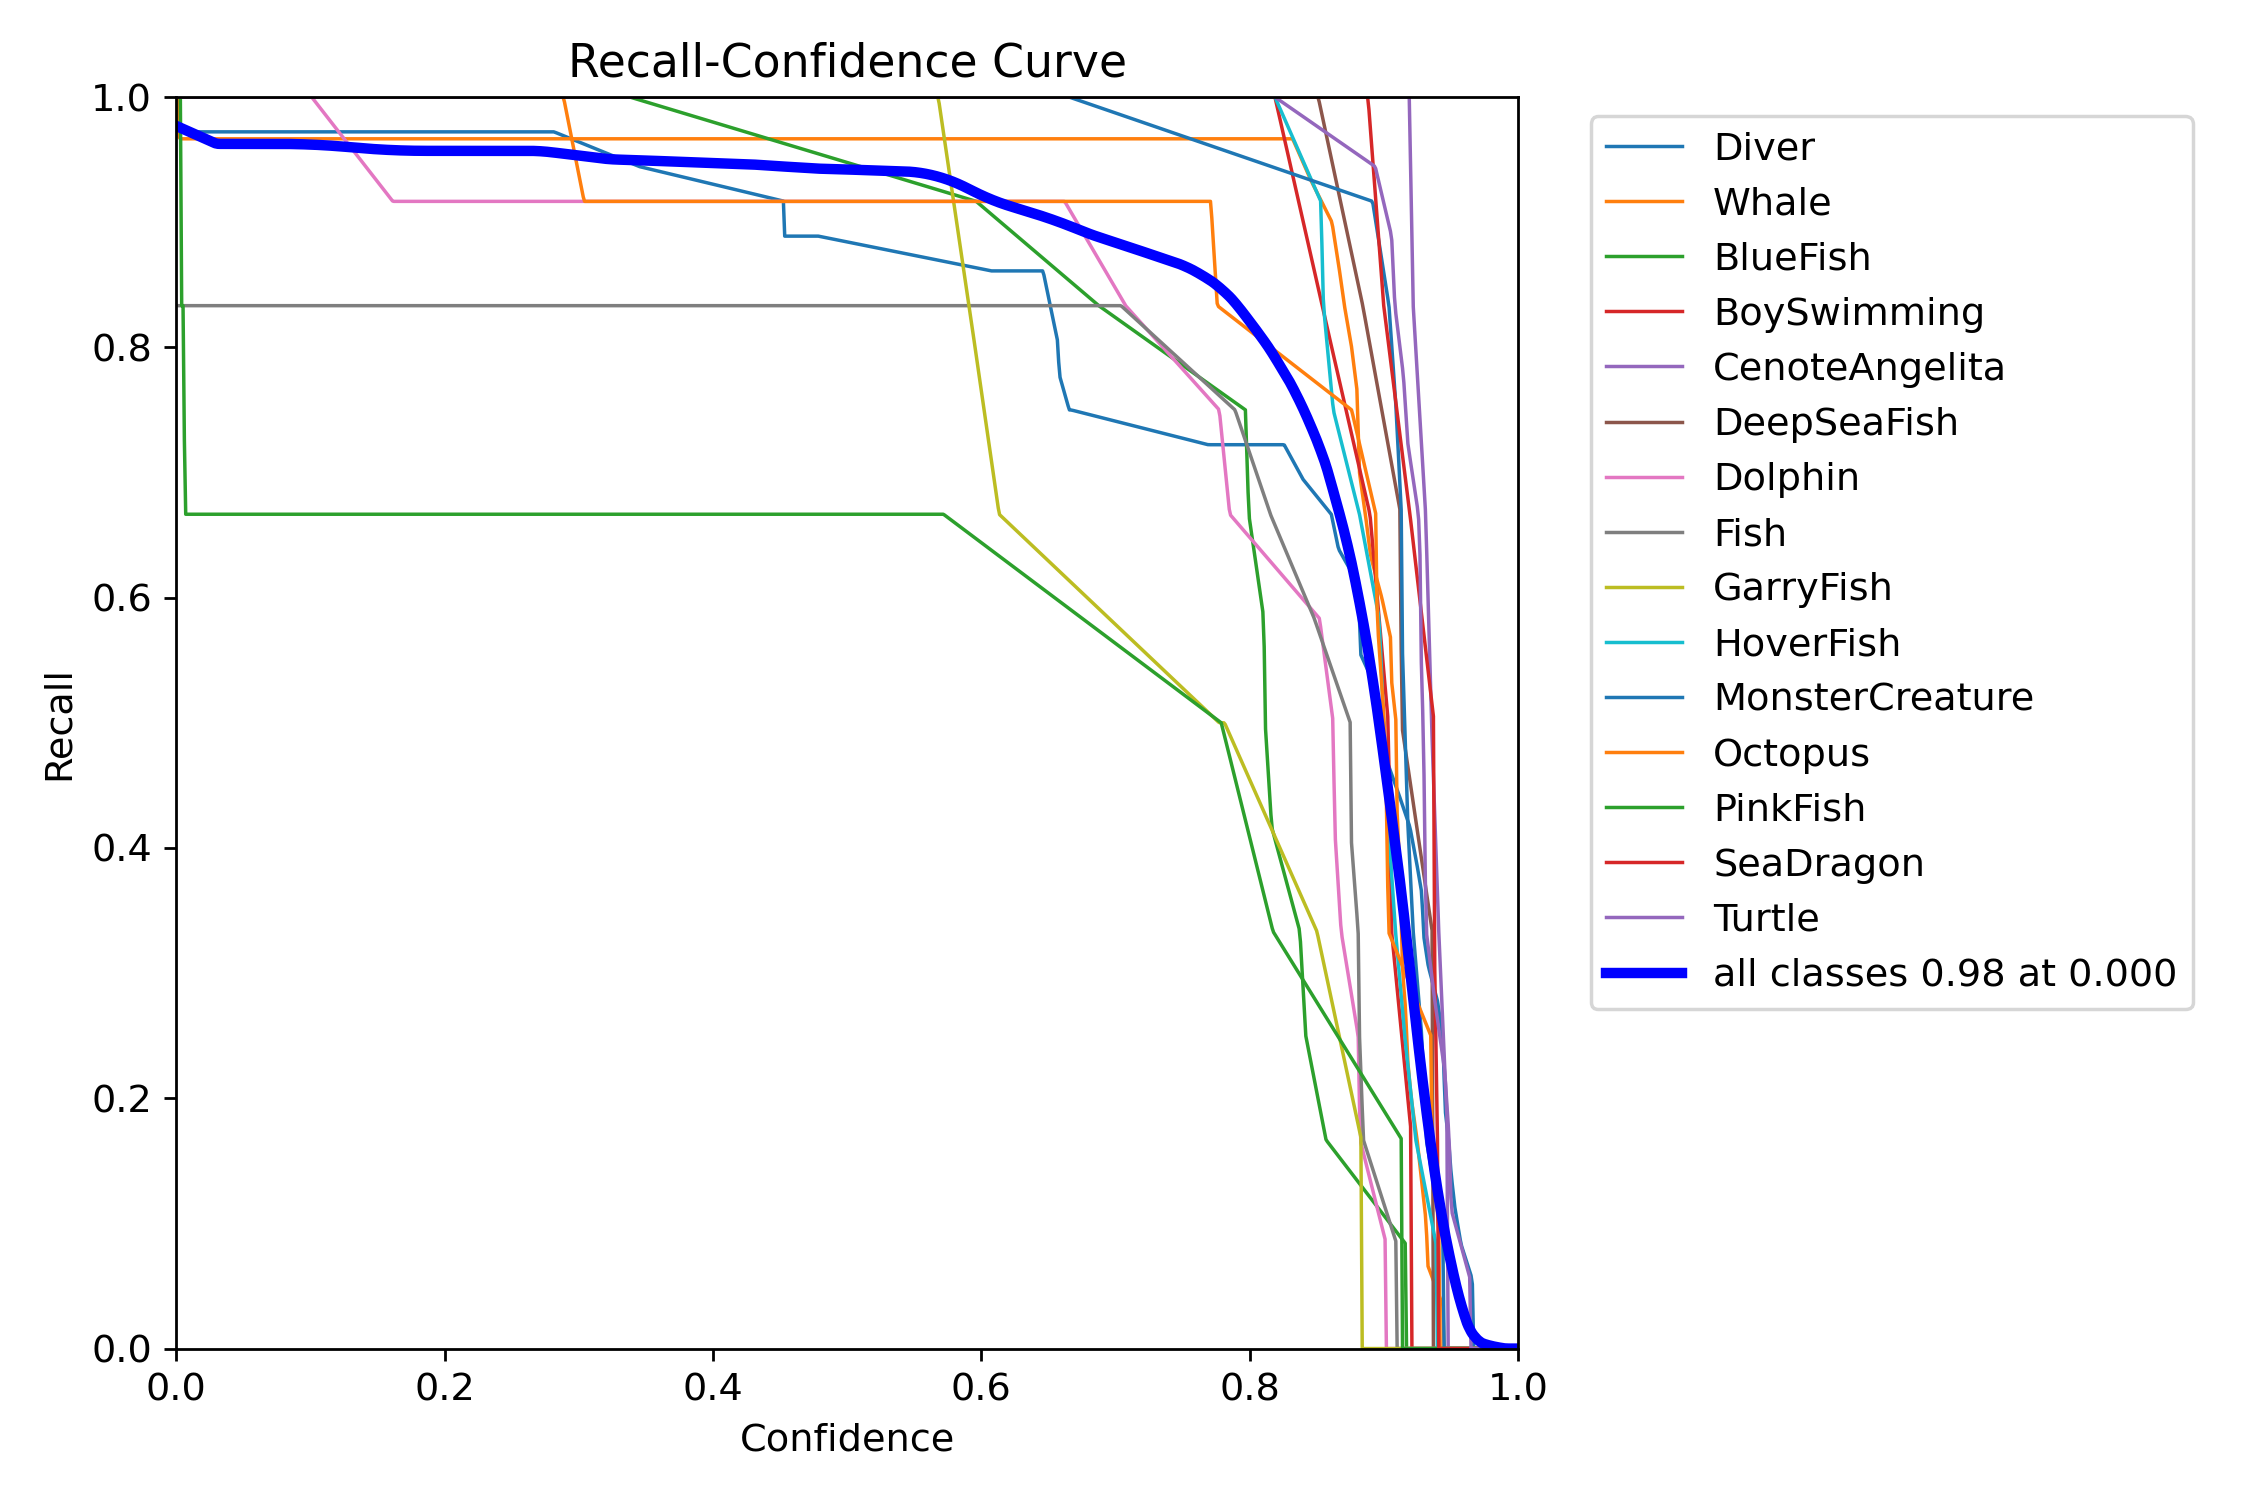 Recall-Confidence Curve
1.0
0.8
0.6
0.4
0.2
0.0
Recall
0.0 0.2 0.4 0.6 0.8 1.0
Confidence
Diver
Whale
BlueFish
BoySwimming
CenoteAngelita
DeepSeaFish
Dolphin
Fish
GarryFish
HoverFish
MonsterCreature
Octopus
PinkFish
SeaDragon
Turtle
all classes 0.98 at 0.000